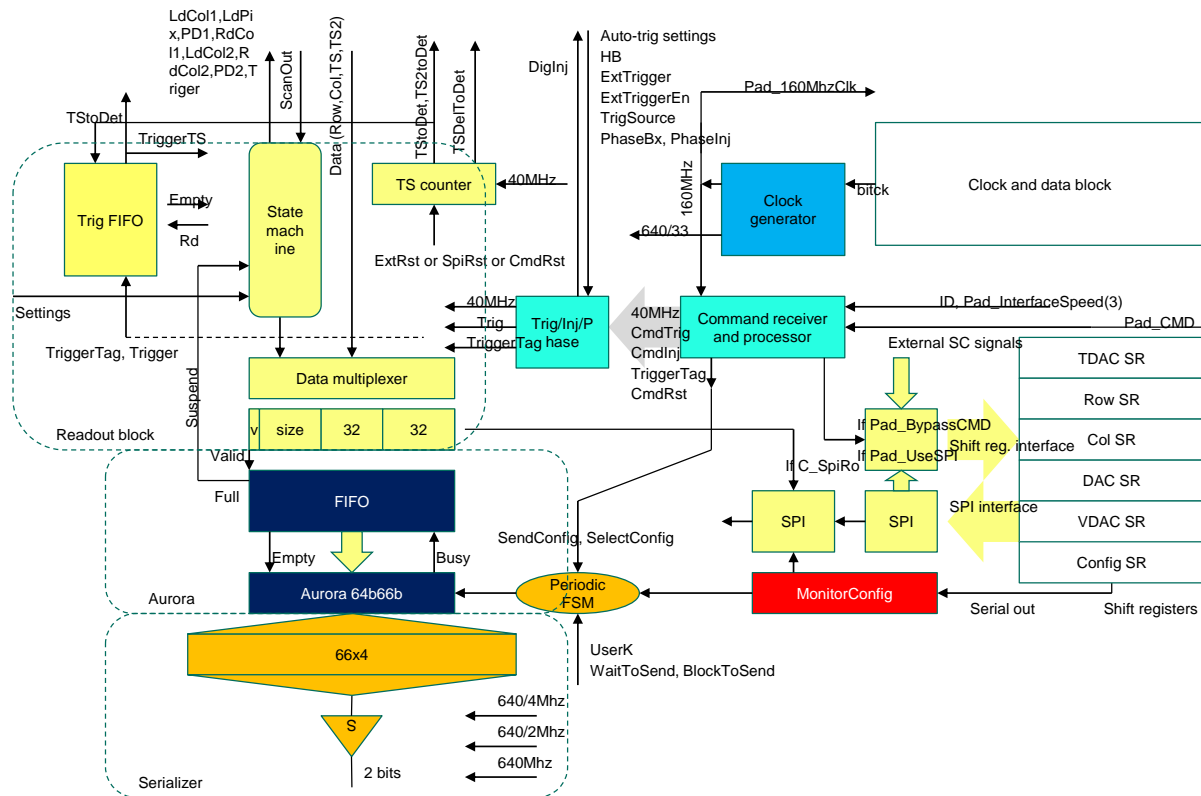 LdCol1,LdPi
x,PD1,RdCo
l1,LdCol2,R
dCol2,PD2,T
riger
ScanOut
Data (Row,Col,TS,TS2)
TStoDet,TS2toDet
TSDelToDet
DigInj
Auto-trig settings
HB
ExtTrigger
ExtTriggerEn
TrigSource
PhaseBx, PhaseInj
Pad_160MhzClk
TStoDet
TriggerTS
Trig FIFO
Empty
Rd
State
mach
ine
TS counter
40MHz
160MHz
Clock
generator
bitck
Clock and data block
640/33
ExtRst or SpiRst or CmdRst
Settings
40MHz
Trig
TriggerTag
Trig/Inj/P
hase
40MHz
CmdTrig
CmdInj
TriggerTag
CmdRst
Command receiver
and processor
ID, Pad_InterfaceSpeed(3)
Pad_CMD
TriggerTag, Trigger
Suspend
Data multiplexer
v
size
32
32
Readout block
External SC signals
If Pad_BypassCMD
If Pad_UseSPI
Shift reg. interface
TDAC SR
Row SR
Col SR
DAC SR
VDAC SR
Config SR
Valid
Full
FIFO
If C_SpiRo
SPI
SPI
SPI interface
Empty
Busy
SendConfig, SelectConfig
Aurora
Aurora 64b66b
Periodic
FSM
MonitorConfig
Serial out
Shift registers
66x4
UserK
WaitToSend, BlockToSend
S
640/4Mhz
640/2Mhz
640Mhz
2 bits
Serializer